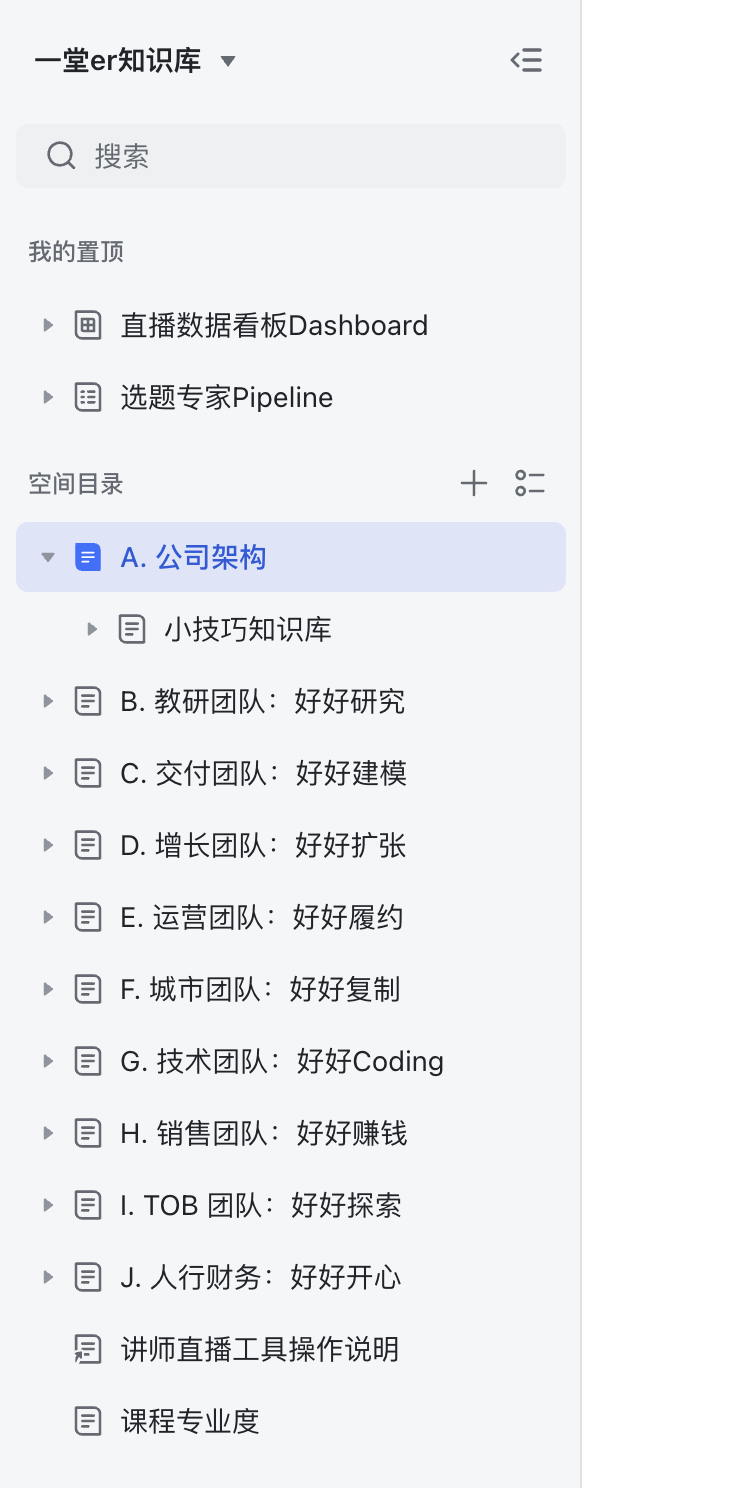 一堂er知识库
搜索
我的置顶
直播数据看板Dashboard
选题专家Pipeline
空间目录
A. 公司架构
小技巧知识库
B. 教研团队：好好研究
C. 交付团队：好好建模
D. 增长团队：好好扩张
E. 运营团队：好好履约
F. 城市团队：好好复制
G. 技术团队：好好Coding
H. 销售团队：好好赚钱
I. TOB 团队：好好探索
J. 人行财务：好好开心
讲师直播工具操作说明
课程专业度